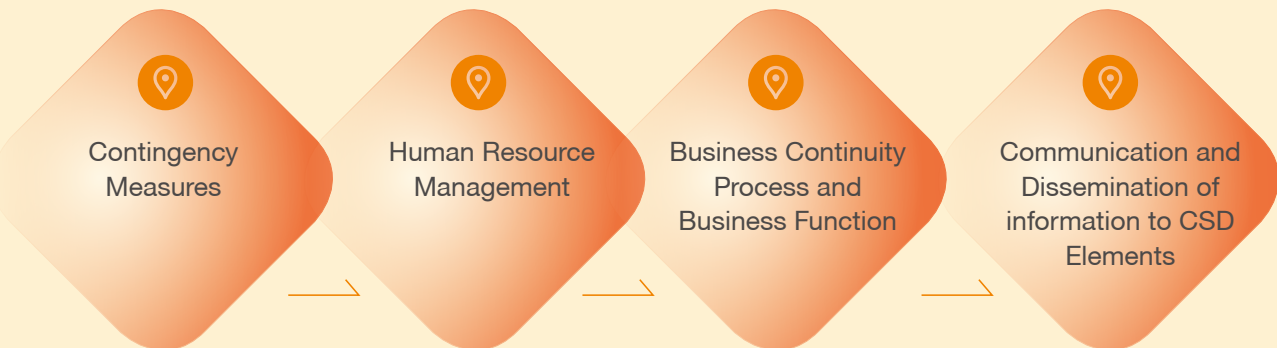 Contingency
Measures
Human Resource
Management
Business Continuity
Process and
Business Function
Communication and
Dissemination of
information to CSD
Elements